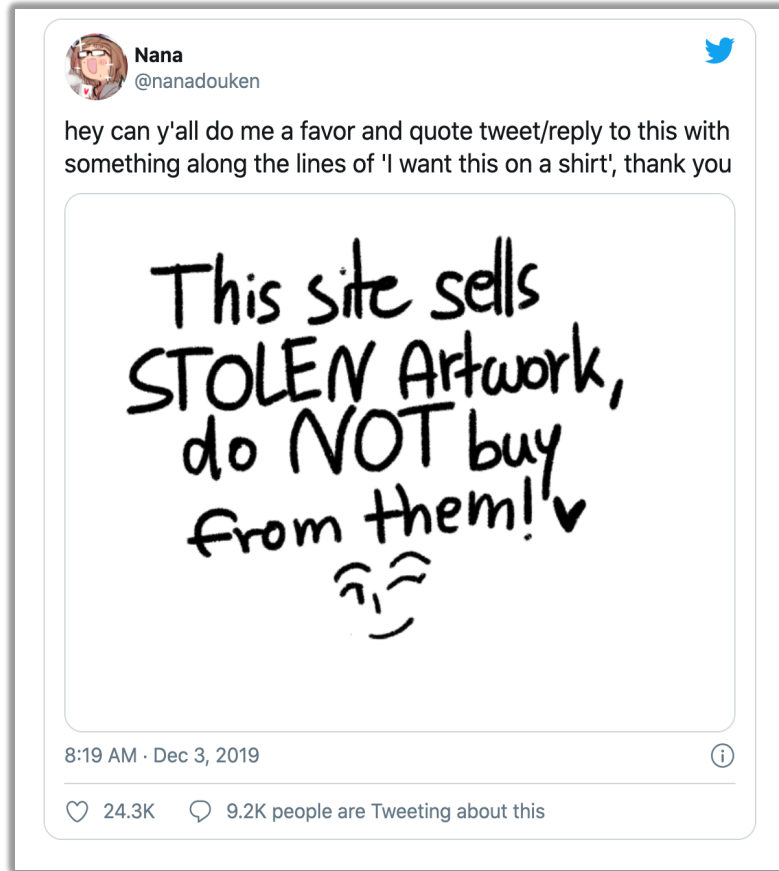 Nana
@nanadouken
hey can y'all do me a favor and quote tweet/reply to this with
something along the lines of 'I want this on a shirt', thank you
This site sells
STOLEN Artwork,
do NOT buy
from them!
8:19 AM · Dec 3, 2019
24.3K 9.2K people are Tweeting about this